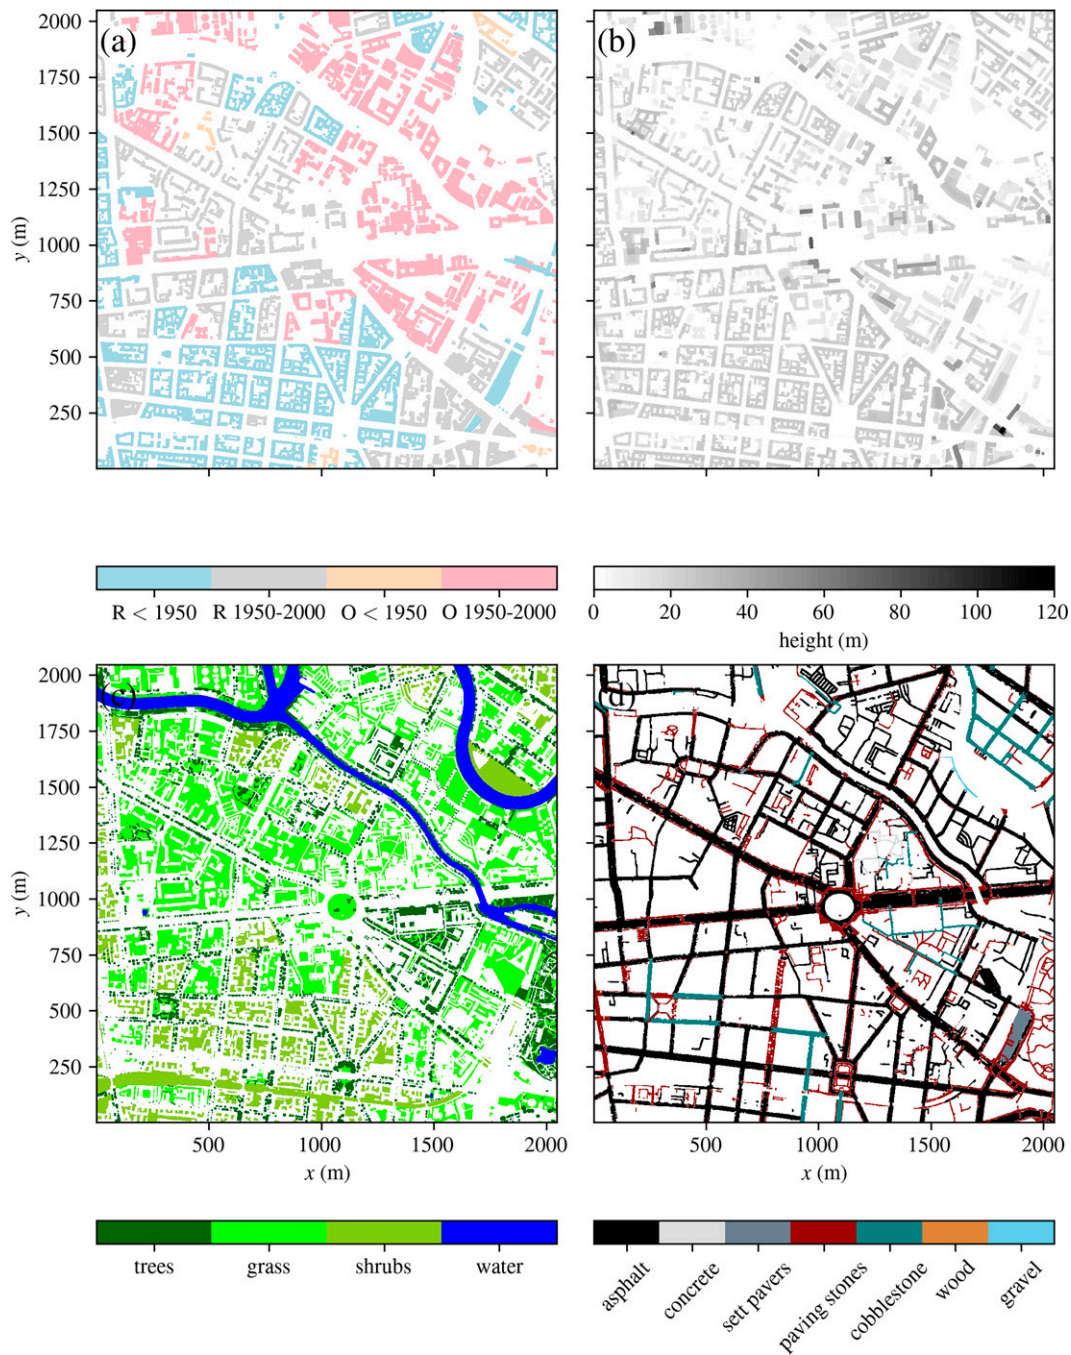 (a)
(b)
2000
1750
1500
1250
1000
750
500
250
y (m)
R < 1950
R 1950-2000
O < 1950
O 1950-2000
0
20
40
60
80
100
120
height (m)
(c)
(d)
2000
1750
1500
1250
1000
750
500
250
y (m)
500
1000
1500
2000
x (m)
500
1000
1500
2000
x (m)
trees
grass
shrubs
water
asphalt
concrete
sett pavers
paving stones
cobblestone
wood
gravel